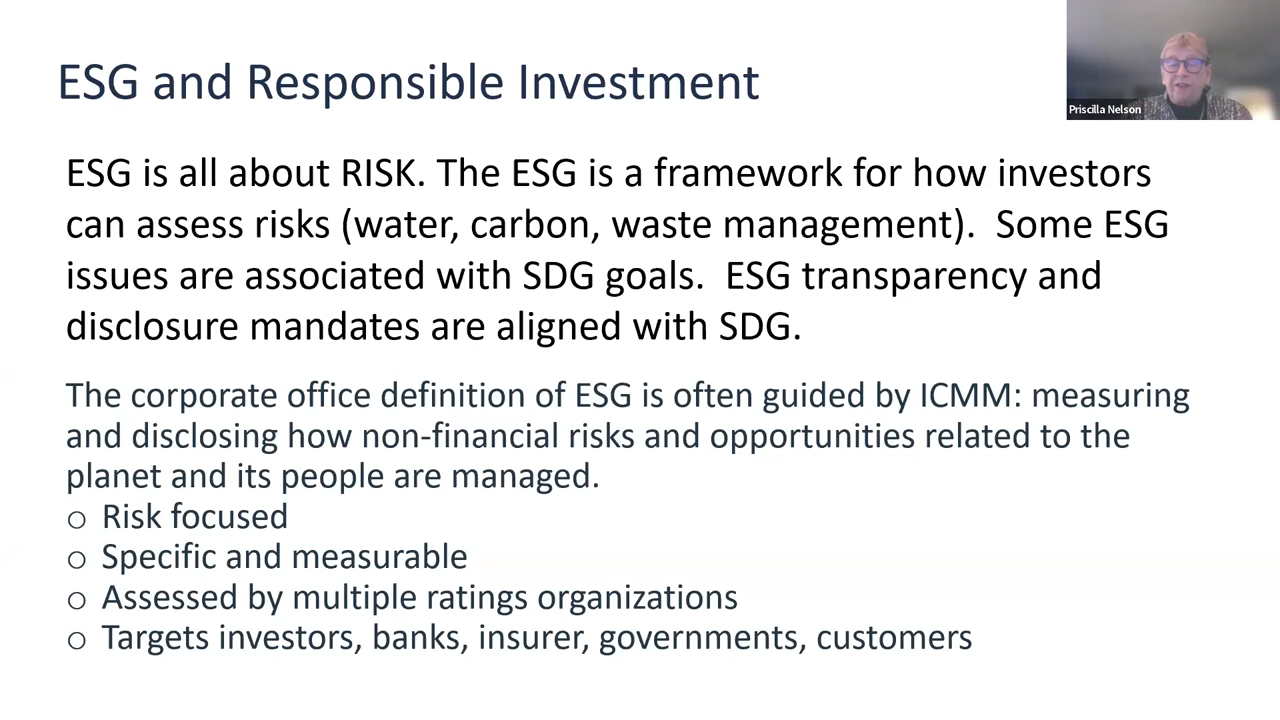 ESG and Responsible Investment
Priscilla Nelson
ESG is all about RISK. The ESG is a framework for how investors
can assess risks (water, carbon, waste management).  Some ESG
issues are associated with SDG goals.  ESG transparency and
disclosure mandates are aligned with SDG.
The corporate office definition of ESG is often guided by ICMM: measuring
and disclosing how non-financial risks and opportunities related to the
planet and its people are managed.
o Risk focused
o Specific and measurable
o Assessed by multiple ratings organizations
o Targets investors, banks, insurer, governments, customers